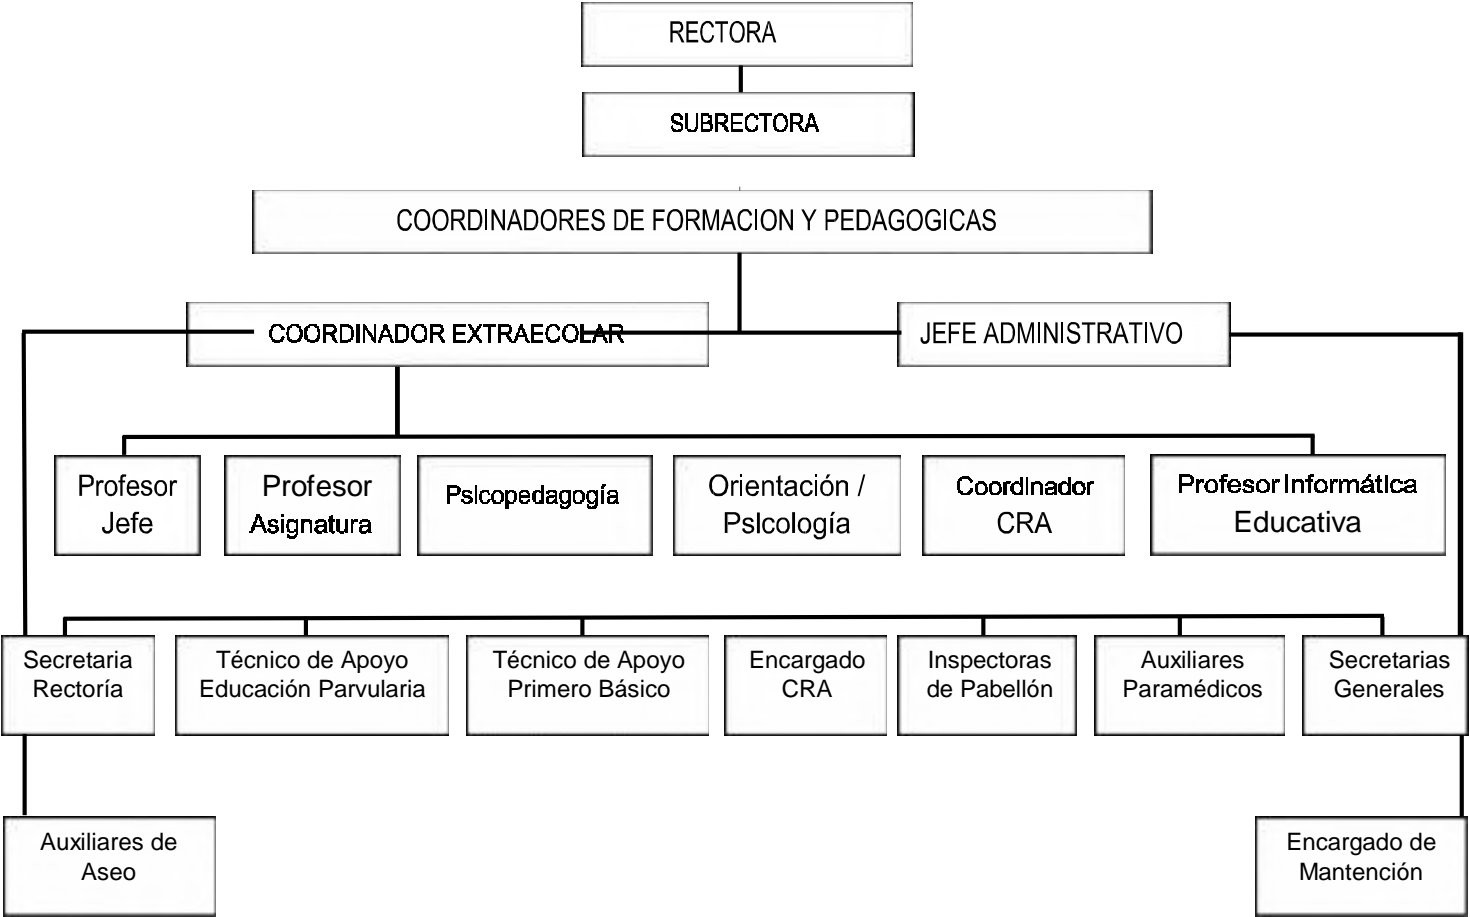 RECTORA
SUBRECTORA
COORDINADORES DE FORMACION Y PEDAGOGICAS
COORDINADOR EXTRAECOLAR
JEFE ADMINISTRATIVO
Profesor
Jefe
Profesor
Asignatura
Psicopedagogía
Orientación /
Psicología
Coordinador
CRA
Profesor Informática
Educativa
Secretaria
Rectoría
Técnico de Apoyo
Educación Parvularia
Técnico de Apoyo
Primero Básico
Encargado
CRA
Inspectoras
de Pabellón
Auxiliares
Paramédicos
Secretarias
Generales
Auxiliares de
Aseo
Encargado de
Mantención